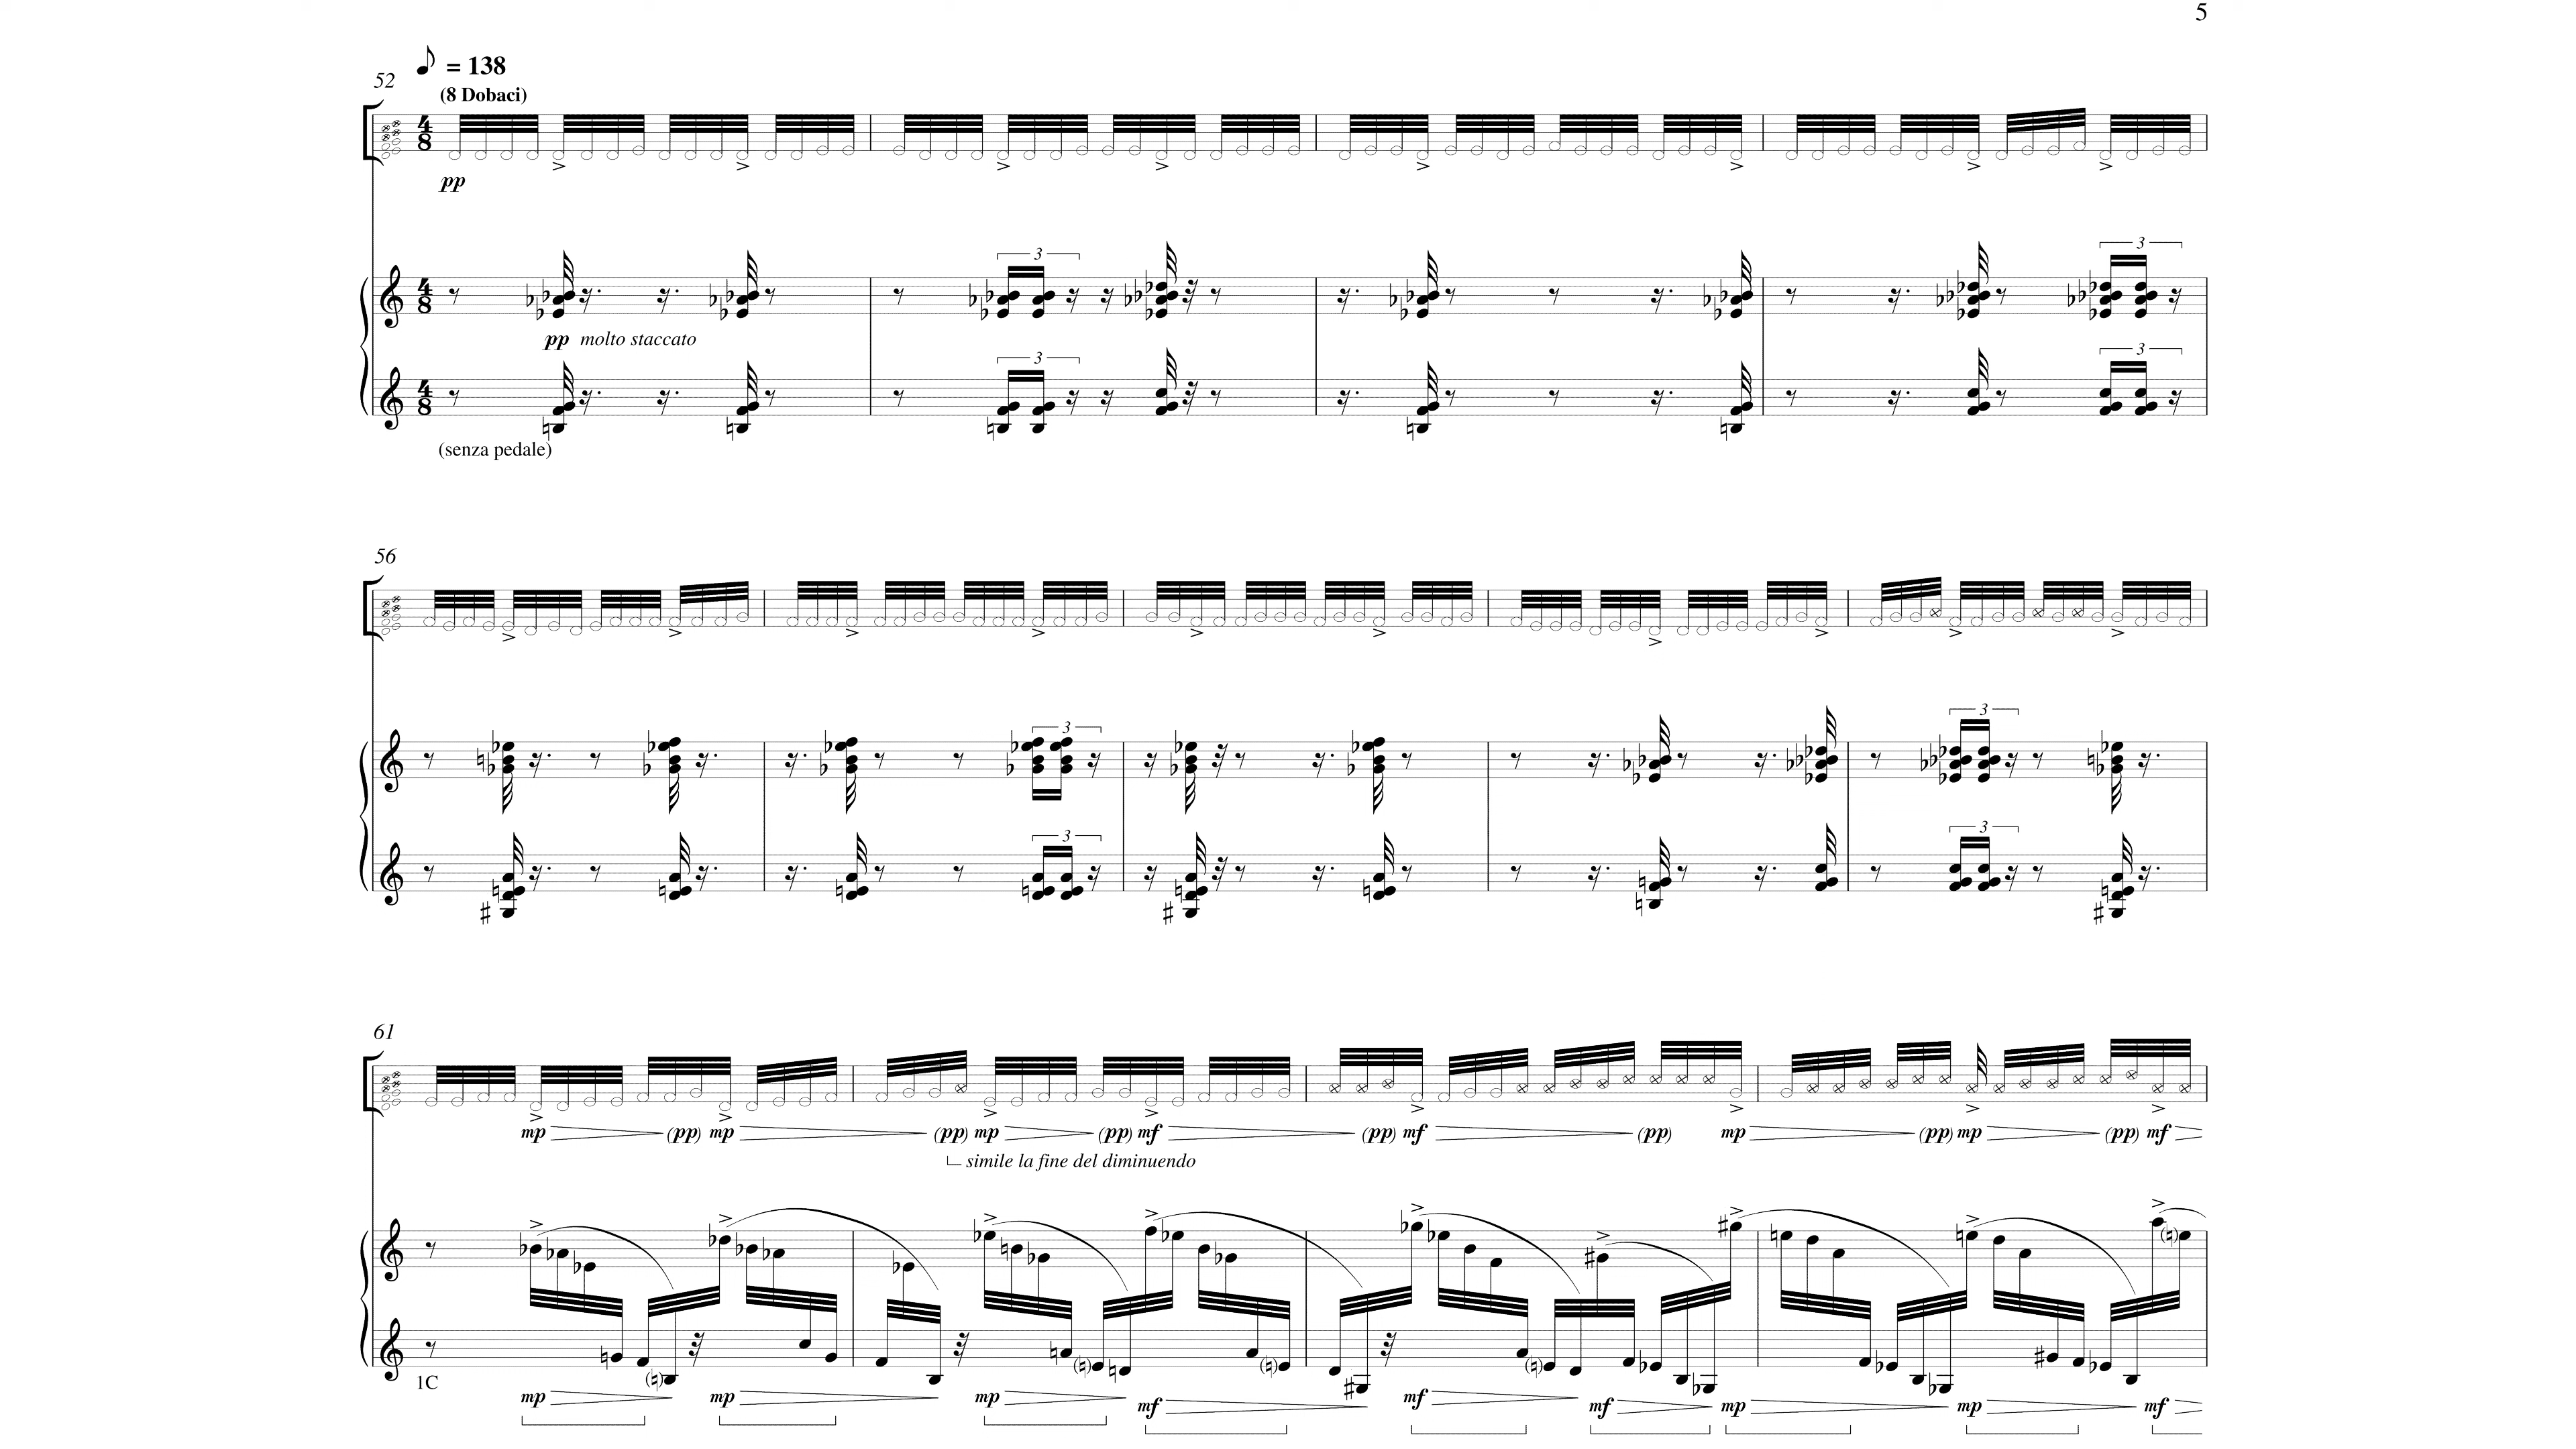 5
52
= 138
(8 Dobaci)
4 8
pp
3
3
4 8
pp molto staccato
3
3
4 8
(senza pedale)
56
3
3
3
3
61
mp (pp) mp (pp) mp (pp) mf (pp) mf (pp) mp (pp) mp (pp) mf
simile la fine del diminuendo
1C
mp mp mp mf mf mf mp mp mf